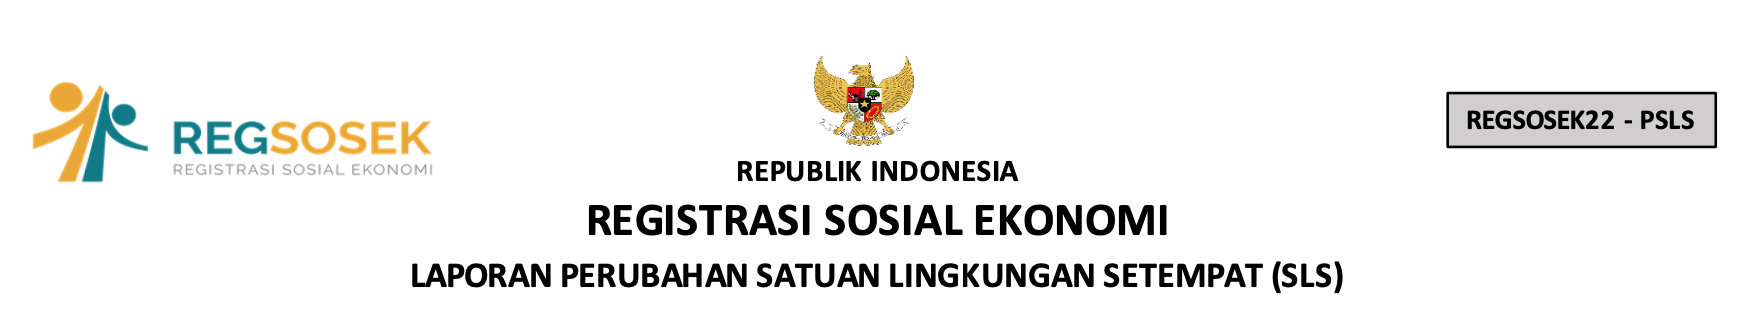 REGSOSEK
REGISTRASI SOSIAL EKONOMI
REPUBLIK INDONESIA
REGISTRASI SOSIAL EKONOMI
LAPORAN PERUBAHAN SATUAN LINGKUNGAN SETEMPAT (SLS)
REGSOSEK22 - PSLS